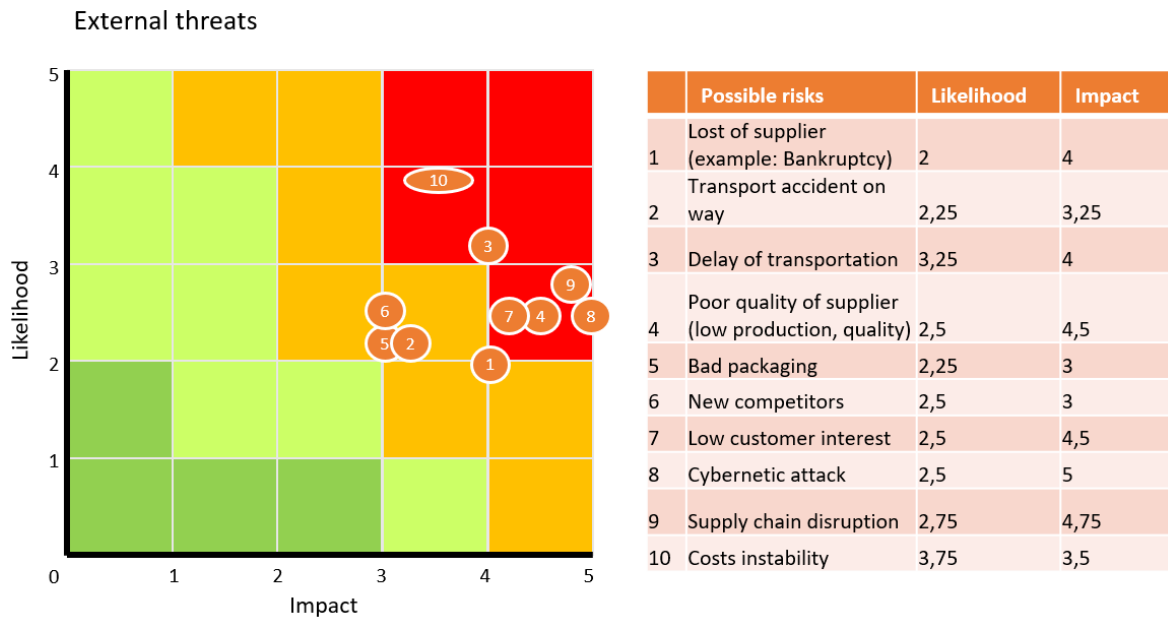 External threats
5
4
3
2
1
0
1
2
3
4
5
Likelihood
Impact
10
3
9
6
7
4
8
5
2
1
Possible risks Likelihood Impact
Lost of supplier
1 (example: Bankruptcy) 2 4
Transport accident on
2 way 2,25 3,25
3 Delay of transportation 3,25 4
Poor quality of supplier
4 (low production, quality) 2,5 4,5
5 Bad packaging 2,25 3
6 New competitors 2,5 3
7 Low customer interest 2,5 4,5
8 Cybernetic attack 2,5 5
9 Supply chain disruption 2,75 4,75
10 Costs instability 3,75 3,5